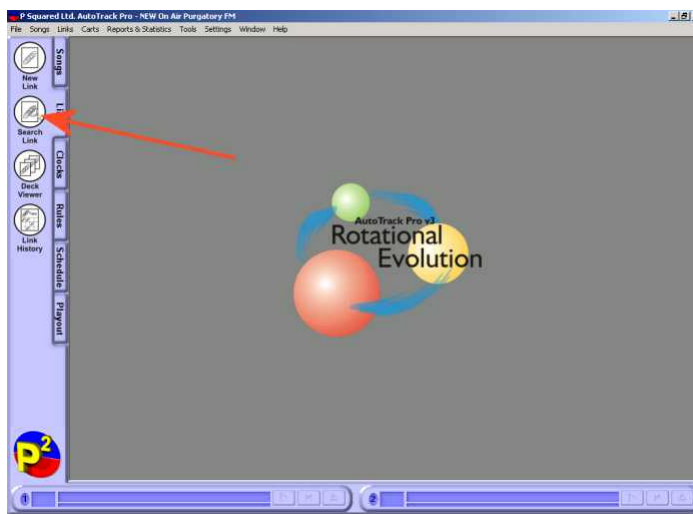 P Squared Ltd. AutoTrack Pro - NEW On Air Purgatory FM
File Songs Links Carts Reports & Statistics Tools Settings Window Help
New
Link
Search
Link
Deck
Viewer
Link
History
Songs
Clocks
Rules
Schedule
Playout
AutoTrack Pro v3
Rotational
Evolution
P2
1
2